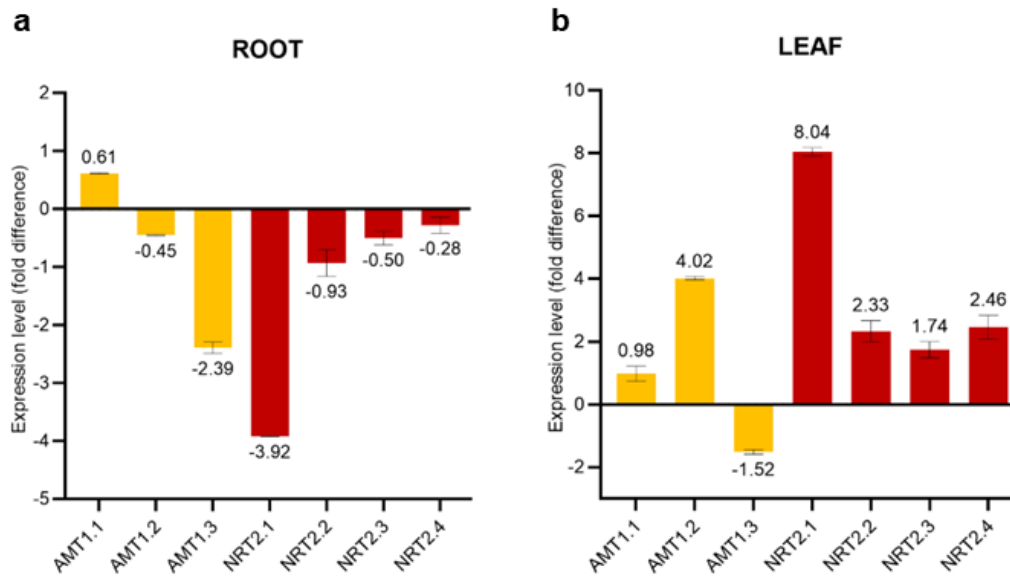 a
ROOT
Expression level (fold difference)
2
1
0
-1
-2
-3
-4
-5
0.61
-0.45
-2.39
-3.92
-0.93
-0.50
-0.28
AMT1.1
AMT1.2
AMT1.3
NRT2.1
NRT2.2
NRT2.3
NRT2.4
b
LEAF
Expression level (fold difference)
10
8
6
4
2
0
-2
0.98
4.02
-1.52
8.04
2.33
1.74
2.46
AMT1.1
AMT1.2
AMT1.3
NRT2.1
NRT2.2
NRT2.3
NRT2.4